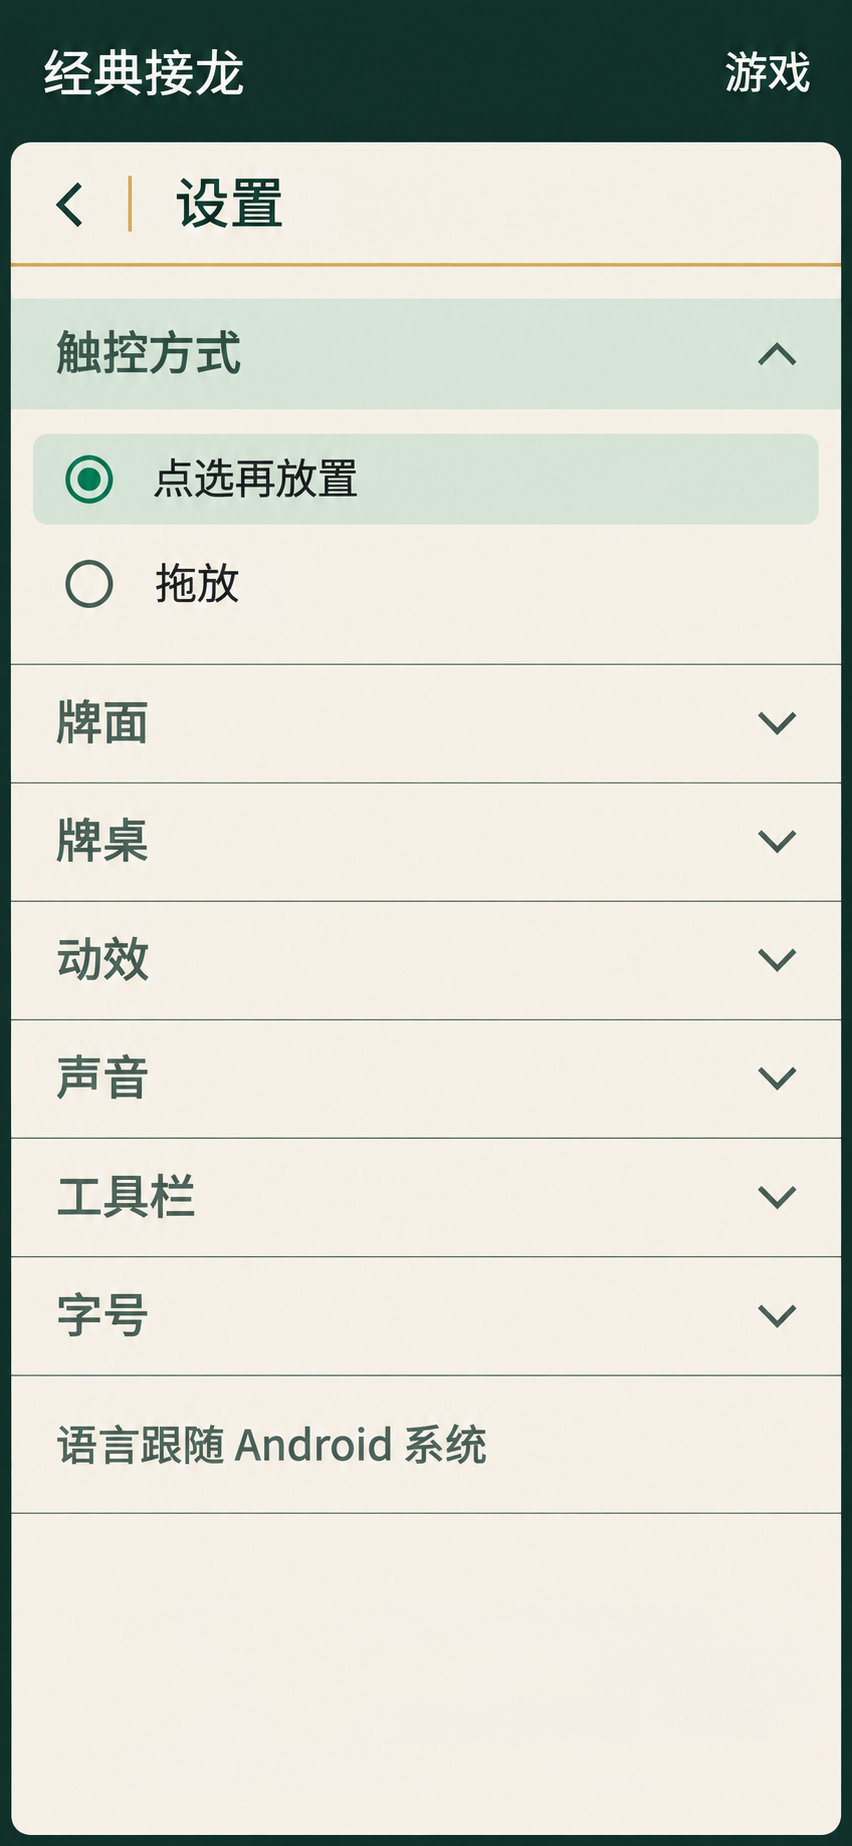 经典接龙
游戏
设置
触控方式
点选再放置
拖放
牌面
牌桌
动效
声音
工具栏
字号
语言跟随 Android 系统